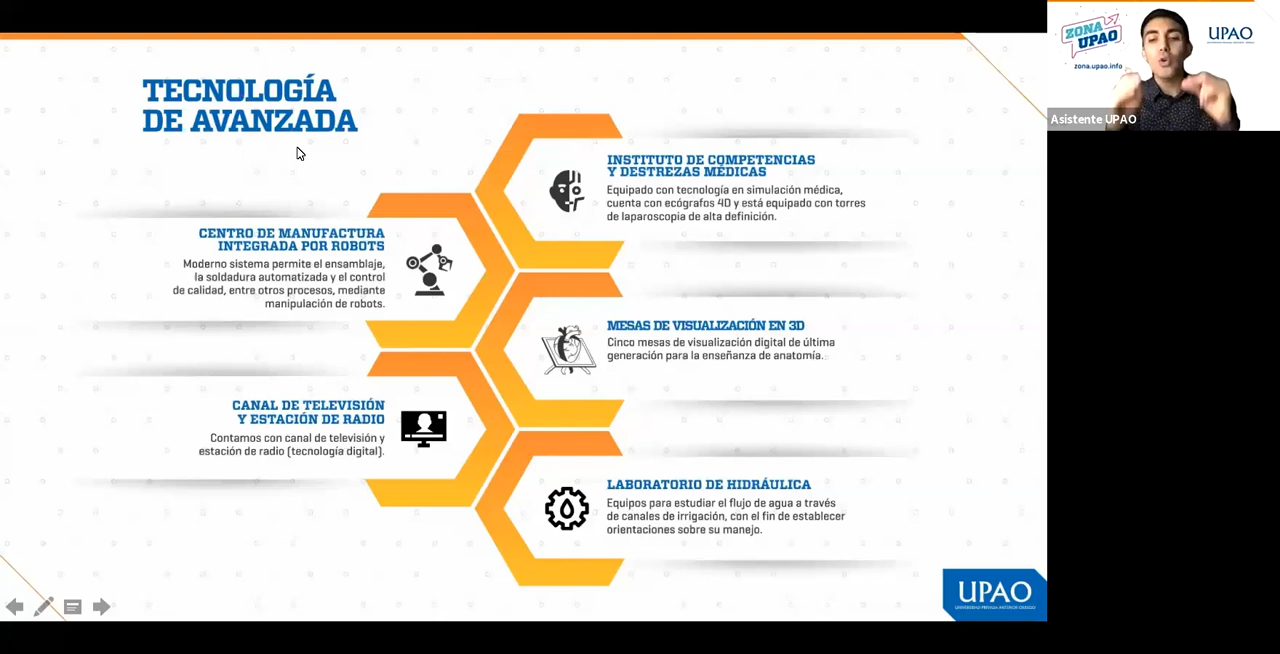 TECNOLOGÍA
DE AVANZADA
INSTITUTO DE COMPETENCIAS
Y DESTREZAS MÉDICAS
Equipado con tecnología en simulación médica,
cuenta con ecógrafos 4D y está equipado con torres
de laparoscopia de alta definición.
CENTRO DE MANUFACTURA
INTEGRADA POR ROBOTS
Moderno sistema permite el ensamblaje,
la soldadura automatizada y el control
de calidad, entre otros procesos, mediante
manipulación de robots.
MESAS DE VISUALIZACIÓN EN 3D
Cinco mesas de visualización digital de última
generación para la enseñanza de anatomía.
CANAL DE TELEVISIÓN
Y ESTACIÓN DE RADIO
Contamos con canal de televisión y
estación de radio (tecnología digital).
LABORATORIO DE HIDRÁULICA
Equipos para estudiar el flujo de agua a través
de canales de irrigación, con el fin de establecer
orientaciones sobre su manejo.
UPAO
UNIVERSIDAD PRIVADA ANTENOR ORREGO
ZONA
UPAO
zona.upao.info
UPAO
Asistente UPAO